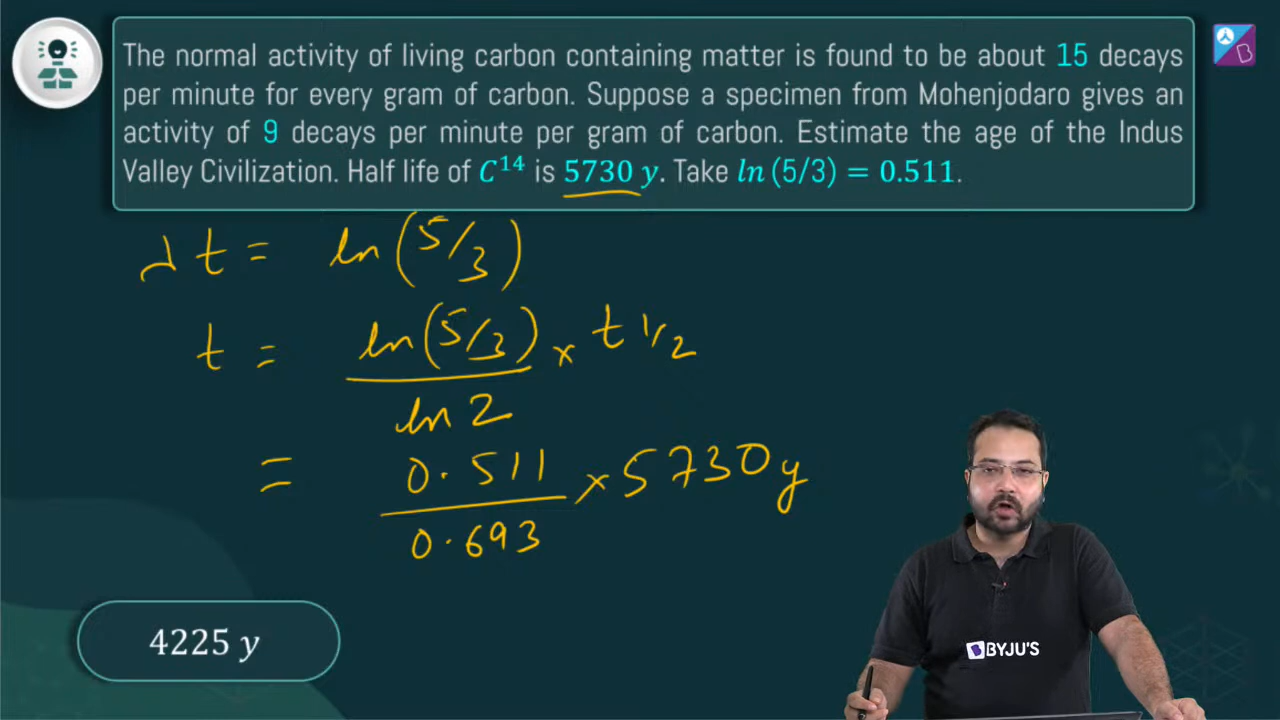 The normal activity of living carbon containing matter is found to be about 15 decays
per minute for every gram of carbon. Suppose a specimen from Mohenjodaro gives an
activity of 9 decays per minute per gram of carbon. Estimate the age of the Indus
Valley Civilization. Half life of C¹⁴ is 5730 y. Take ln (5/3) = 0.511.
λ t = ln(5/3)
t = ln(5/3)/ln 2 × t 1/2
= 0.511/0.693 × 5730 y
4225 y
BYJU'S
B